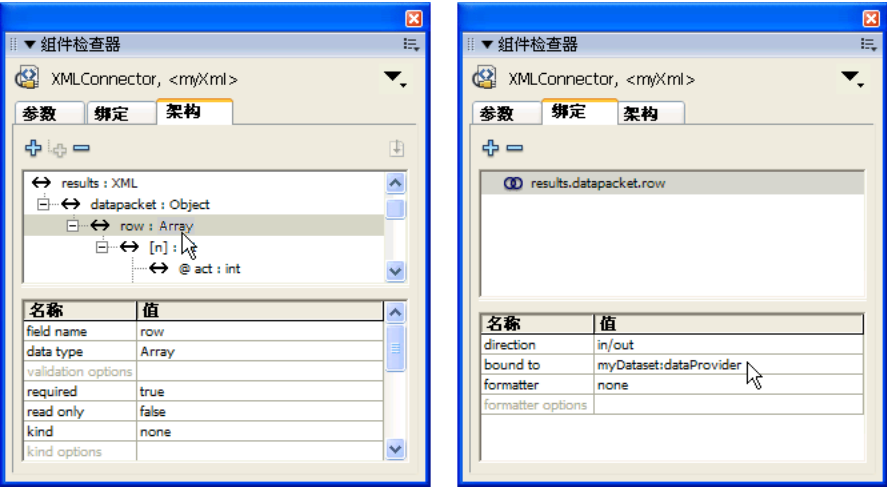 组件检查器
XMLConnector, <myXml>
参数 绑定 架构
results : XML
datapacket : Object
row : Array
[n] :
@ act : int
名称 值
field name row
data type Array
validation options
required true
read only false
kind none
kind options
组件检查器
XMLConnector, <myXml>
参数 绑定 架构
results.datapacket.row
名称 值
direction in/out
bound to myDataset:dataProvider
formatter none
formatter options